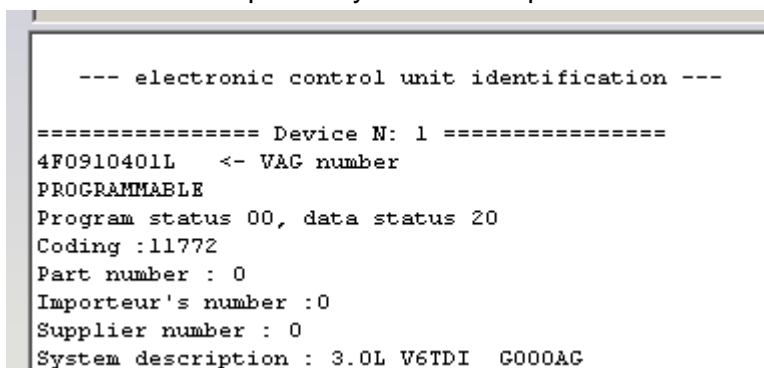 --- electronic control unit identification ---
================ Device N: 1 ================
4F0910401L <- VAG number
PROGRAMMABLE
Program status 00, data status 20
Coding :11772
Part number : 0
Importeur's number :0
Supplier number : 0
System description : 3.0L V6TDI G000AG